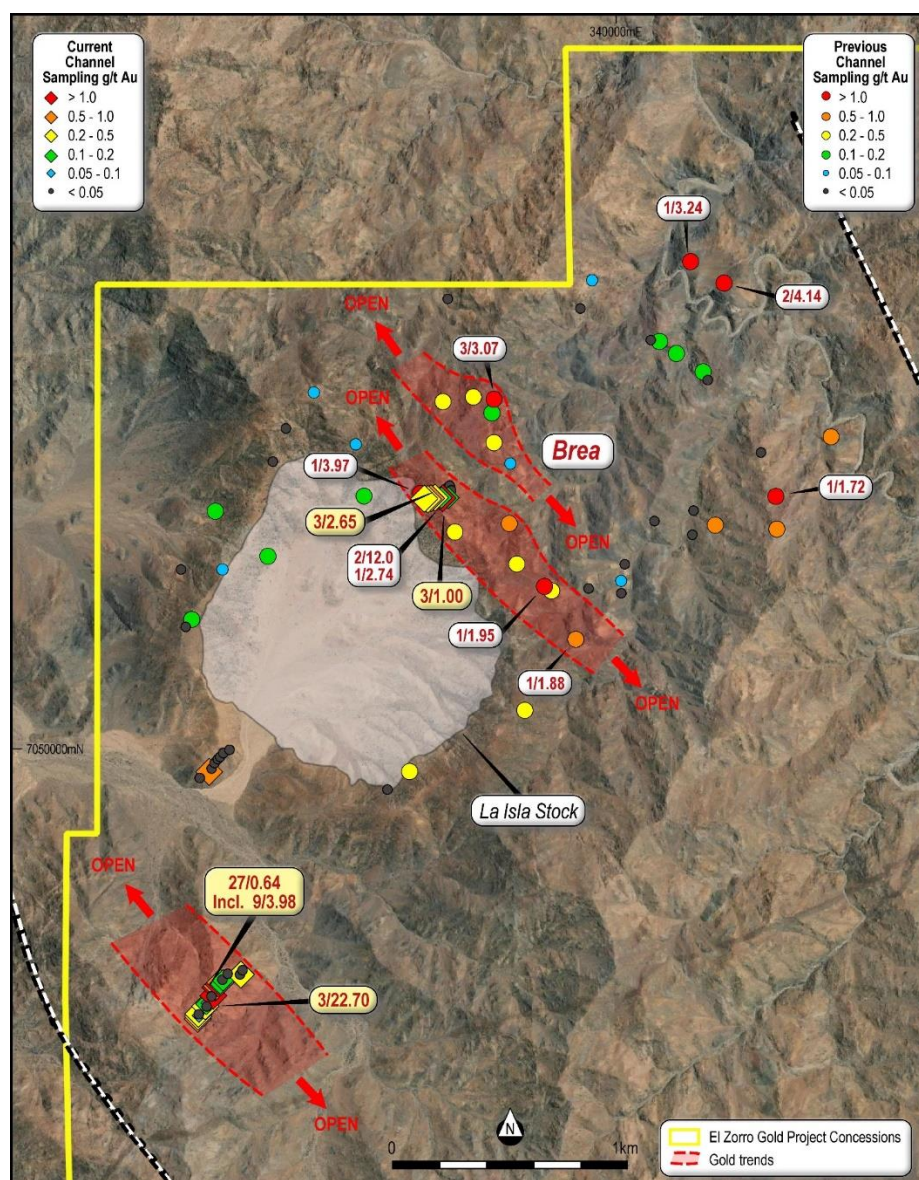 340000mE
Current
Channel
Sampling g/t Au
> 1.0
0.5 - 1.0
0.2 - 0.5
0.1 - 0.2
0.05 - 0.1
< 0.05
Previous
Channel
Sampling g/t Au
> 1.0
0.5 - 1.0
0.2 - 0.5
0.1 - 0.2
0.05 - 0.1
< 0.05
1/3.24
2/4.14
OPEN
3/3.07
OPEN
Brea
1/3.97
1/1.72
3/2.65
OPEN
2/12.0
1/2.74
3/1.00
1/1.95
1/1.88
OPEN
7050000mN
La Isla Stock
OPEN
27/0.64
Incl. 9/3.98
3/22.70
OPEN
N
0
1km
El Zorro Gold Project Concessions
Gold trends